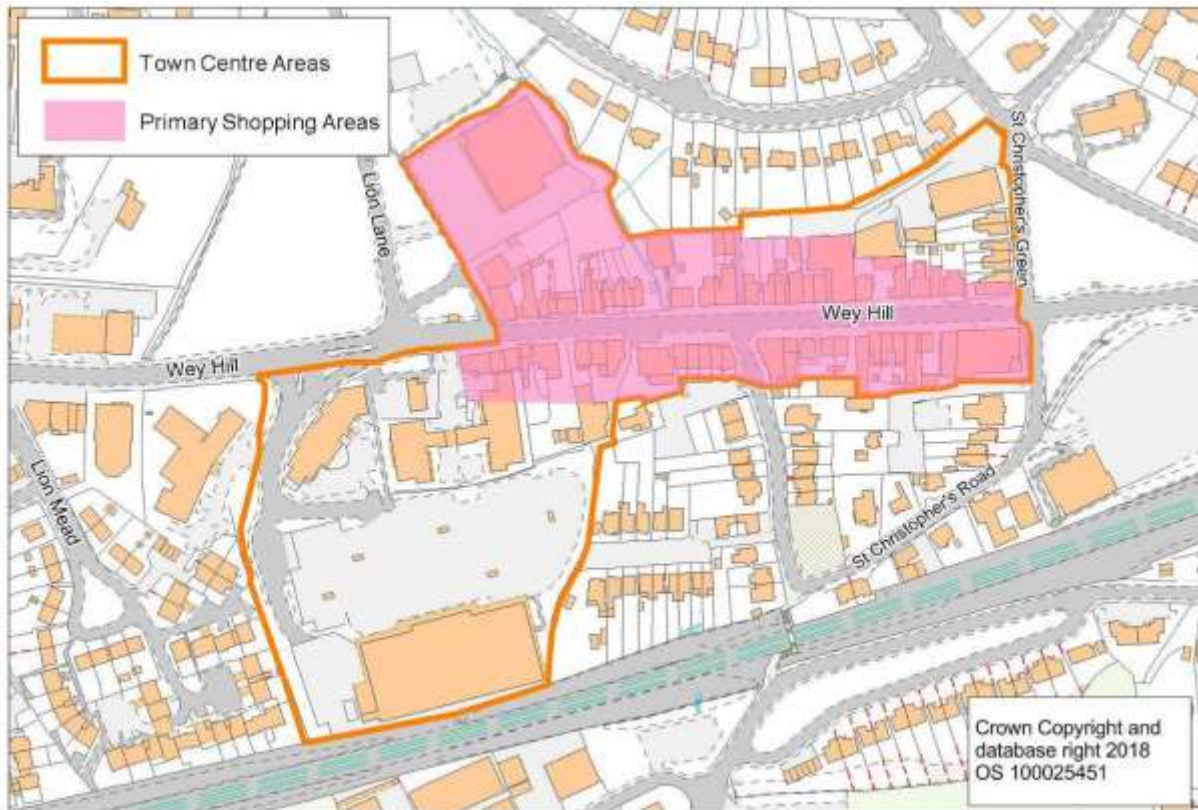 Town Centre Areas
Primary Shopping Areas
Lion Lane
St Christopher's Green
Wey Hill
Wey Hill
Lion Mead
St Christopher's Road
Crown Copyright and
database right 2018
OS 100025451